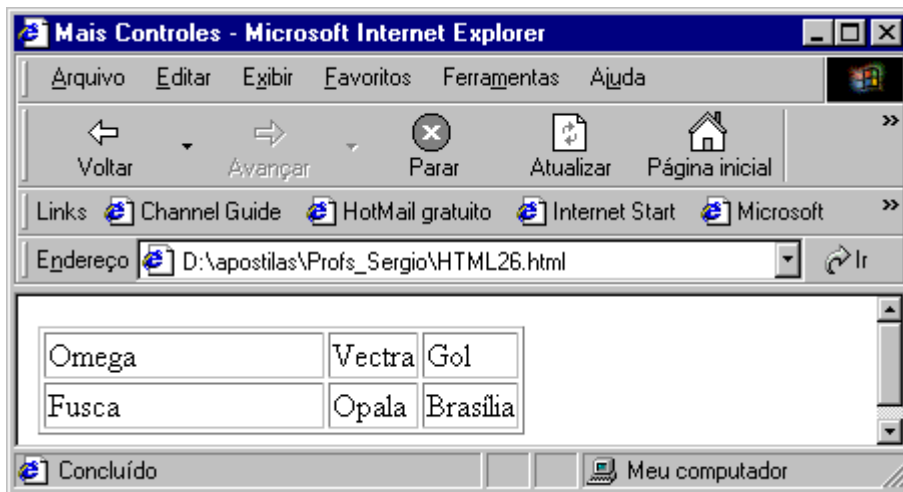 Mais Controles - Microsoft Internet Explorer
Arquivo Editar Exibir Favoritos Ferramentas Ajuda
Voltar Avançar Parar Atualizar Página inicial »
Links Channel Guide HotMail gratuito Internet Start Microsoft »
Endereço D:\apostilas\Profs_Sergio\HTML26.html Ir
Omega Vectra Gol
Fusca Opala Brasília
Concluído Meu computador